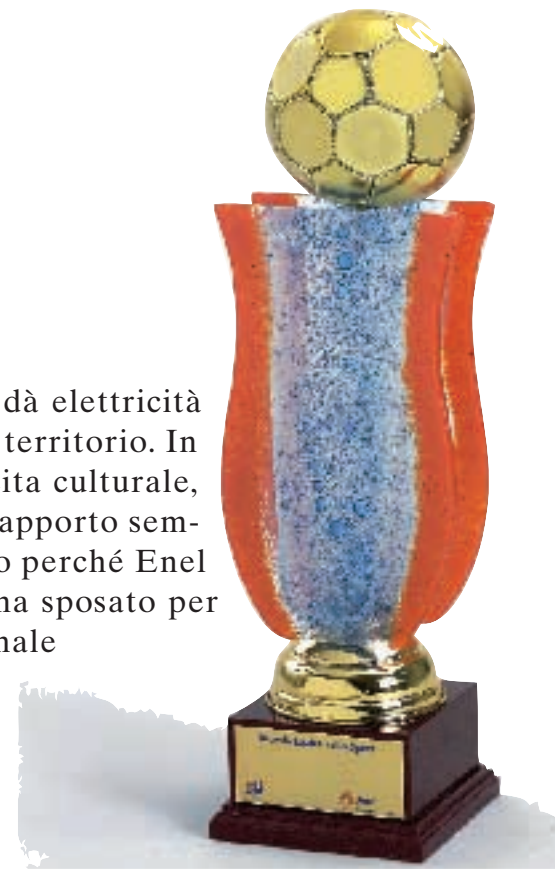 dà elettricità
territorio. In
ita culturale,
apporto sem-
o perché Enel
ha sposato per
nale